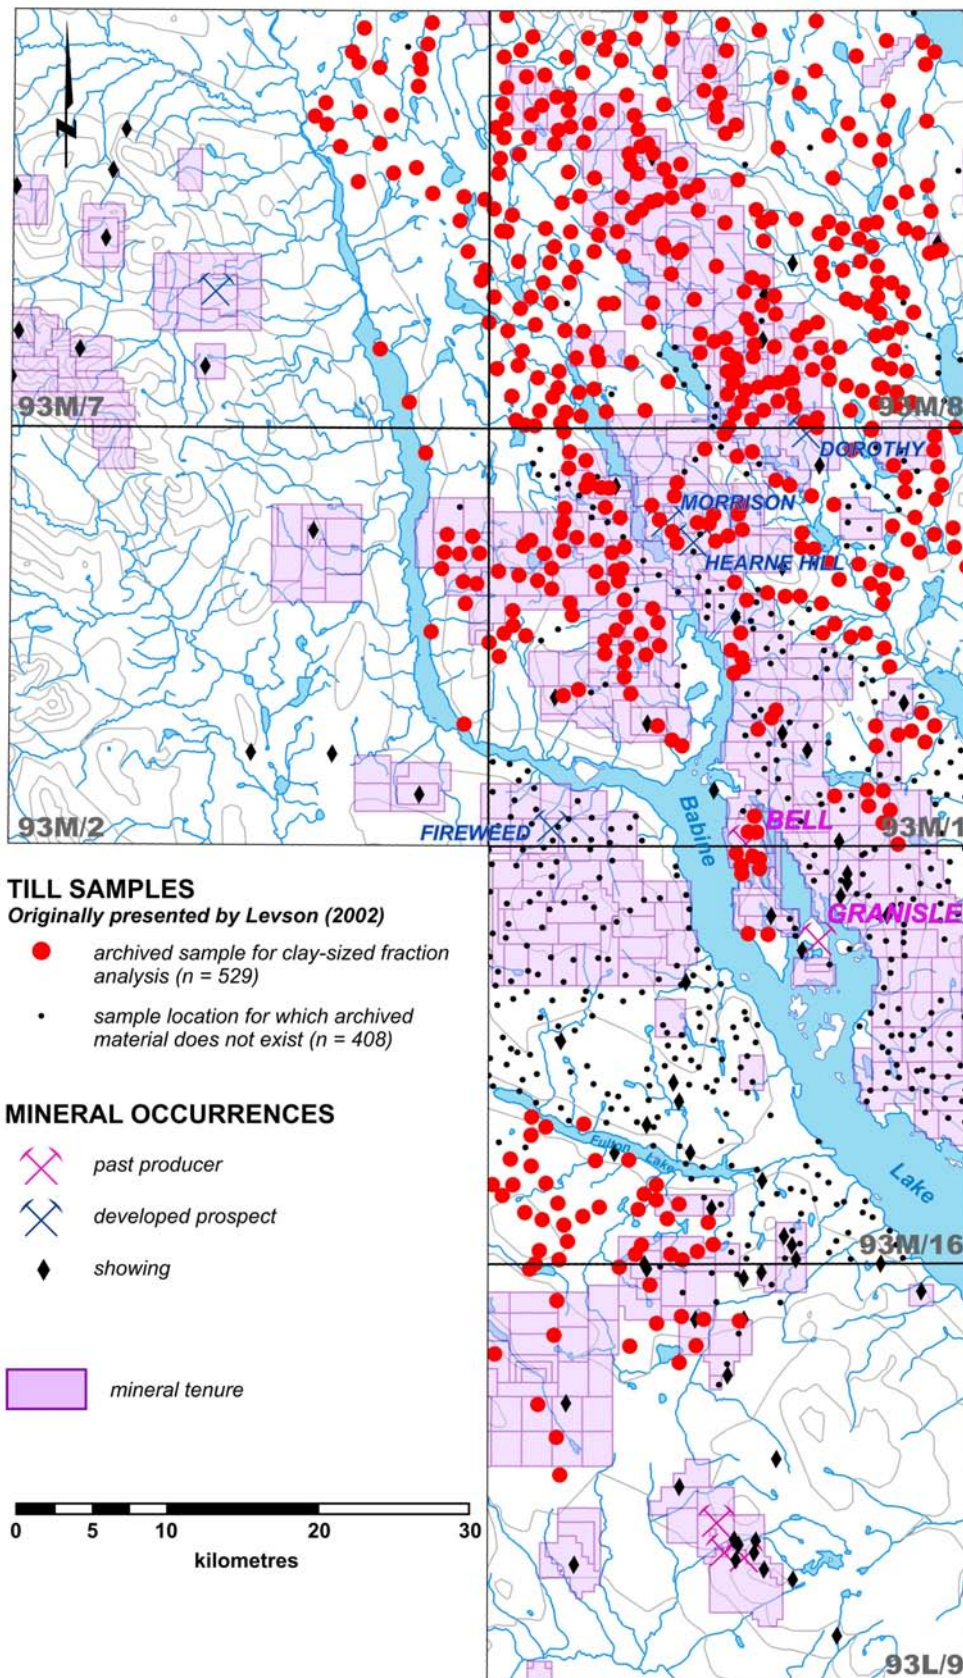 N
93M/7
93M/8
DOROTHY
MORRISON
HEARNE HILL
93M/2
FIREWEED
Babine
BELL
93M/1
GRANISLE
TILL SAMPLES
Originally presented by Levson (2002)
archived sample for clay-sized fraction
analysis (n = 529)
sample location for which archived
material does not exist (n = 408)
MINERAL OCCURRENCES
past producer
developed prospect
showing
mineral tenure
Fulton Lake
Lake
93M/16
0 5 10 20 30
kilometres
93L/9